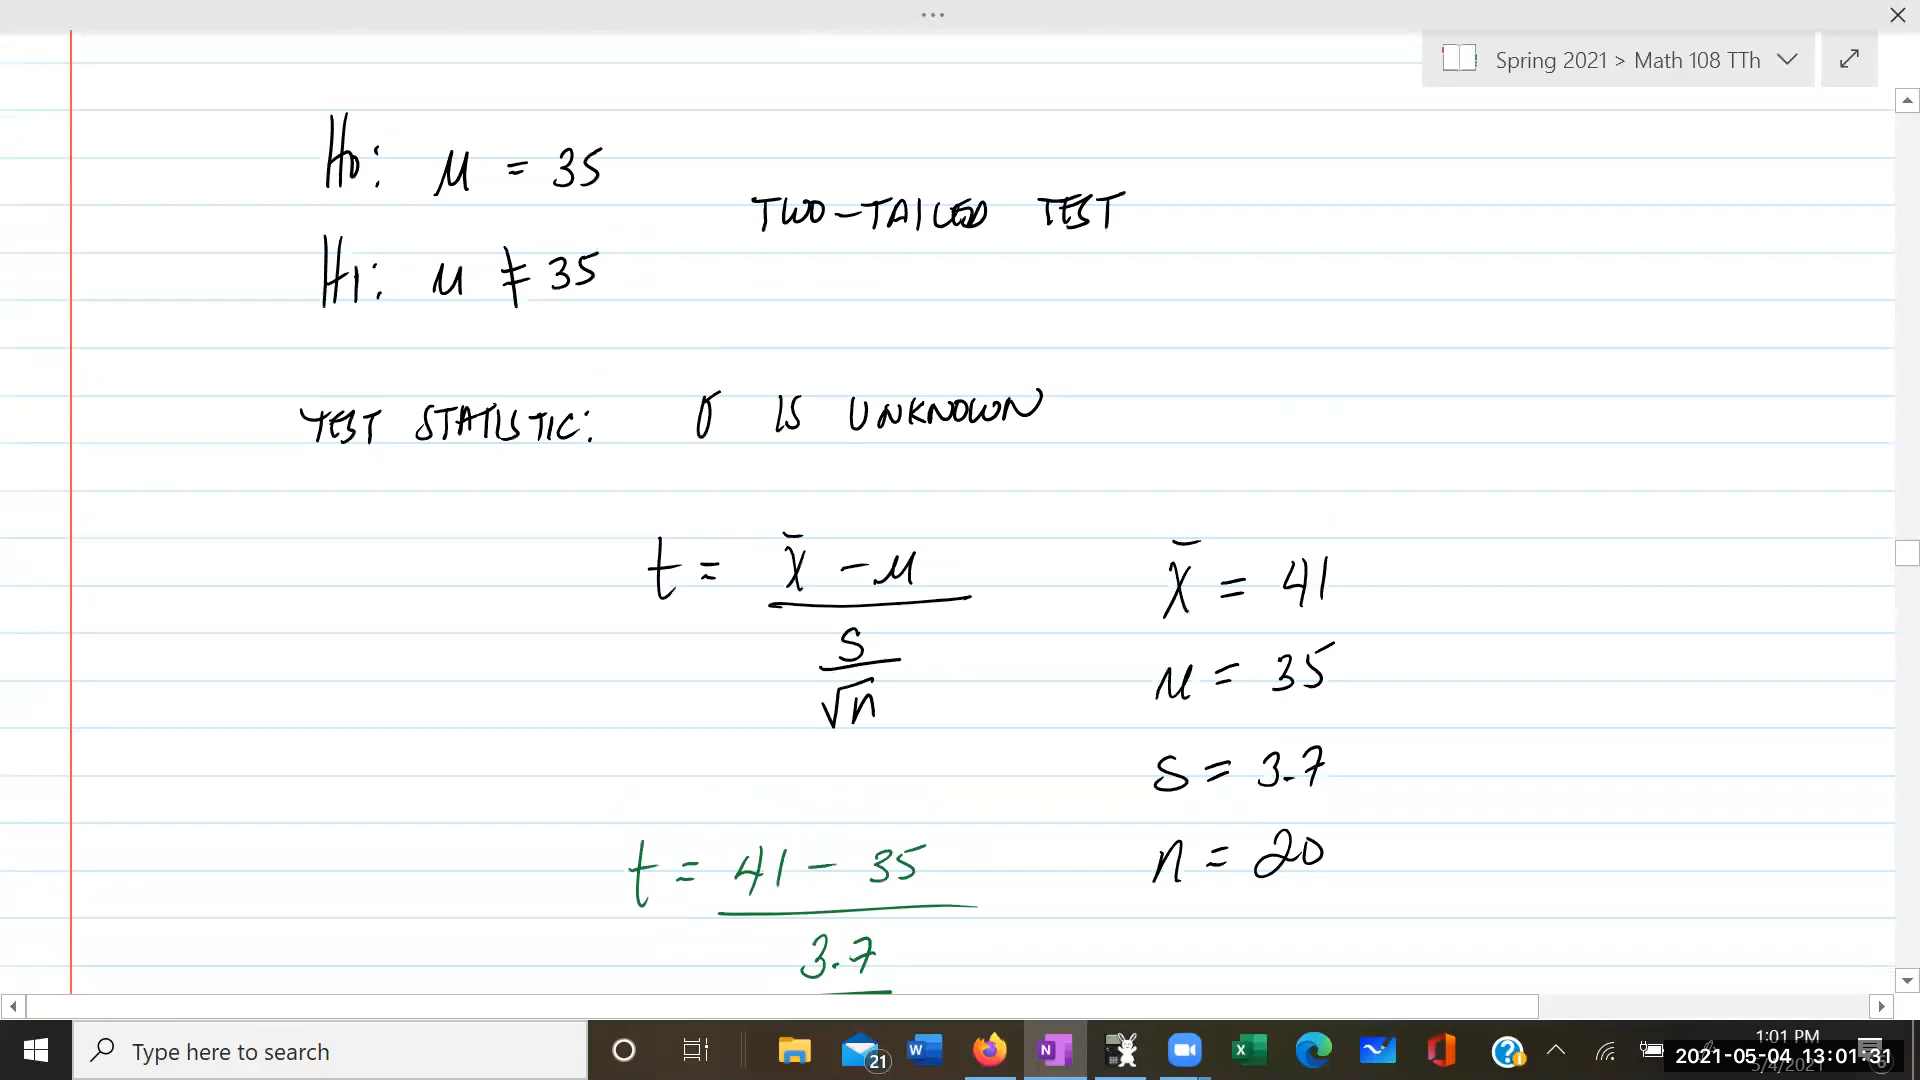 Spring 2021 > Math 108 TTh
H0: μ = 35
TWO-TAILED TEST
H1: μ ≠ 35
TEST STATISTIC: σ IS UNKNOWN
t = x̄ - μ
s
√n
x̄ = 41
μ = 35
s = 3.7
n = 20
t = 41 - 35
3.7
Type here to search
21
1:01 PM
2021-05-04 13:01:31